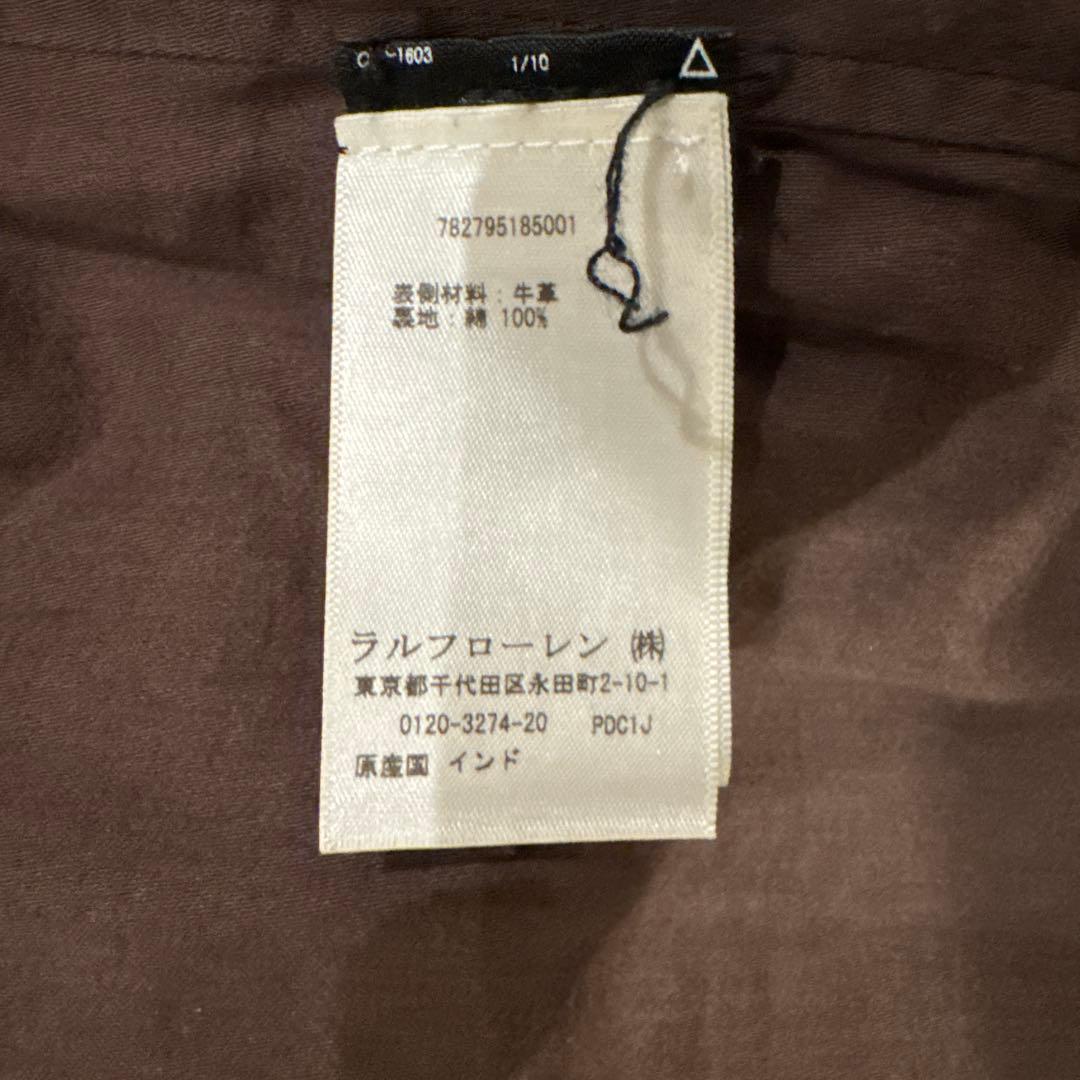 1603 1/10
782795185001
表側材料：牛革
裏地：綿 100%
ラルフローレン ㈱
東京都千代田区永田町2-10-1
0120-3274-20 PDC1J
原産国 インド